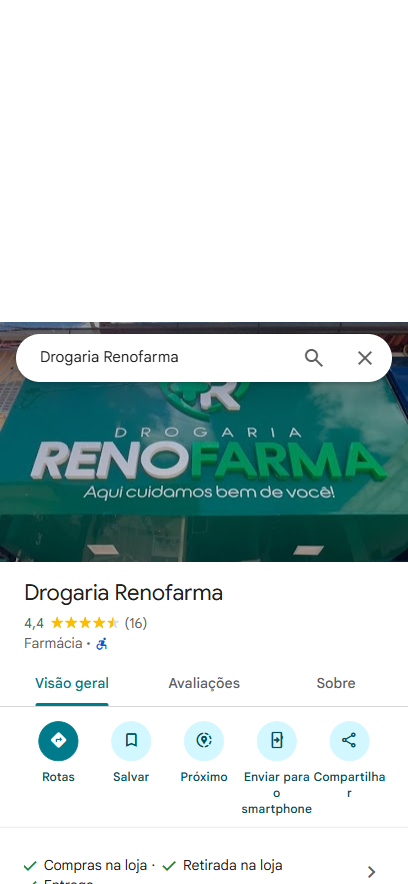 Drogaria Renofarma
R
DROGARIA
RENOFARMA
Aqui cuidamos bem de você!
Drogaria Renofarma
4,4 (16)
Farmácia ·
Visão geral Avaliações Sobre
Rotas Salvar Próximo Enviar para o smartphone Compartilhar
Compras na loja · Retirada na loja
Entrega